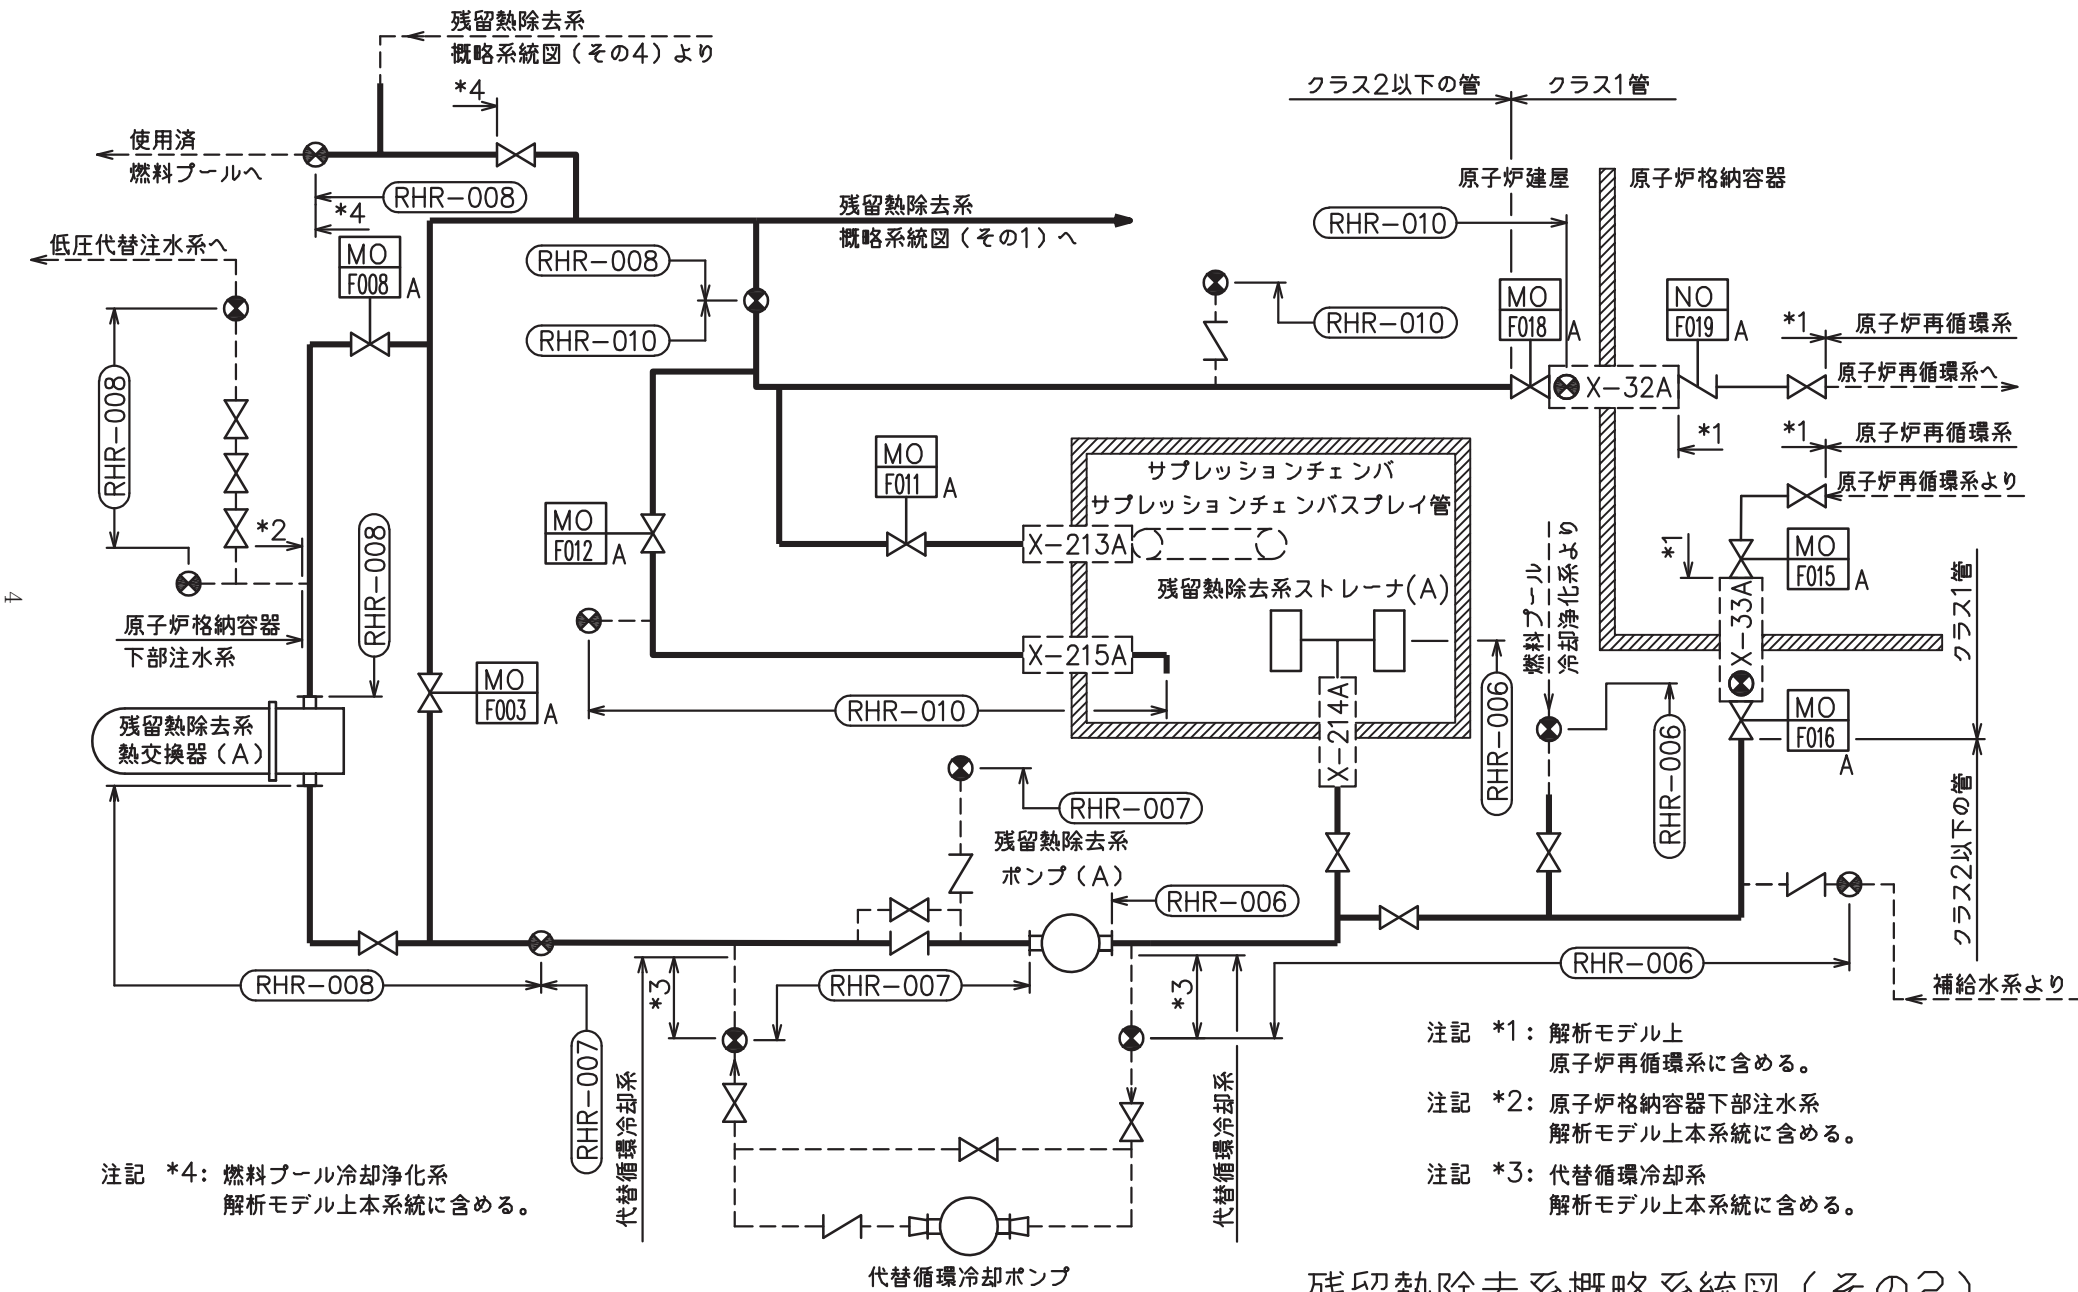 残留熱除去系
概略系統図(その4)より
*4
クラス2以下の管
クラス1管
使用済
燃料プールへ
RHR-008
*4
原子炉建屋
原子炉格納容器
残留熱除去系
概略系統図(その1)へ
RHR-010
低圧代替注水系へ
MO
F008
A
RHR-008
RHR-010
RHR-010
MO
F018
A
NO
F019
A
*1
原子炉再循環系
原子炉再循環系へ
X-32A
*1
*1
原子炉再循環系
原子炉再循環系より
RHR-008
*2
RHR-008
MO
F011
A
サプレッションチェンバ
サプレッションチェンバスプレイ管
MO
F012
A
X-213A
残留熱除去系ストレーナ(A)
燃料プール
冷却浄化系より
*1
MO
F015
A
X-33A
クラス1管
4
原子炉格納容器
下部注水系
X-215A
MO
F003
A
RHR-010
X-214A
RHR-006
RHR-006
MO
F016
A
残留熱除去系
熱交換器(A)
RHR-007
残留熱除去系
ポンプ(A)
RHR-006
クラス2以下の管
RHR-008
*3
RHR-007
*3
RHR-006
補給水系より
RHR-007
代替循環冷却系
代替循環冷却系
注記 *1: 解析モデル上
原子炉再循環系に含める。
注記 *2: 原子炉格納容器下部注水系
解析モデル上本系統に含める。
注記 *3: 代替循環冷却系
解析モデル上本系統に含める。
注記 *4: 燃料プール冷却浄化系
解析モデル上本系統に含める。
代替循環冷却ポンプ
残留熱除去系概略系統図(その2)